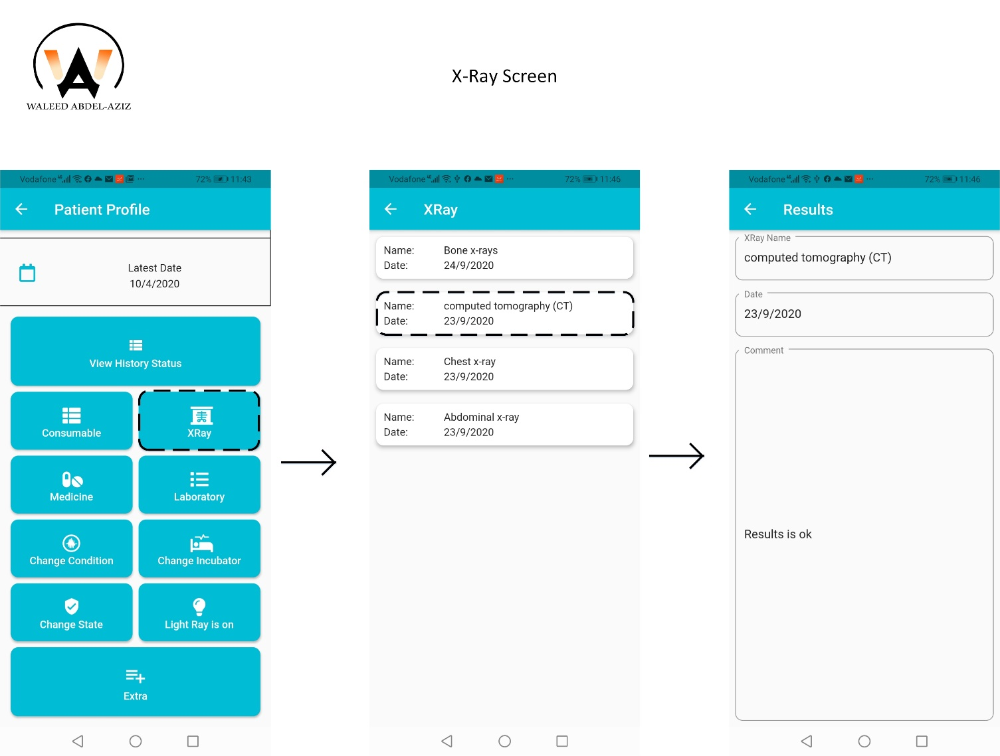 WALEED ABDEL-AZIZ
X-Ray Screen
Vodafone 72% 11:43
Patient Profile
Latest Date
10/4/2020
View History Status
Consumable
XRay
Medicine
Laboratory
Change Condition
Change Incubator
Change State
Light Ray is on
Extra
Vodafone 72% 11:46
XRay
Name: Bone x-rays
Date: 24/9/2020
Name: computed tomography (CT)
Date: 23/9/2020
Name: Chest x-ray
Date: 23/9/2020
Name: Abdominal x-ray
Date: 23/9/2020
Vodafone 72% 11:46
Results
XRay Name
computed tomography (CT)
Date
23/9/2020
Comment
Results is ok